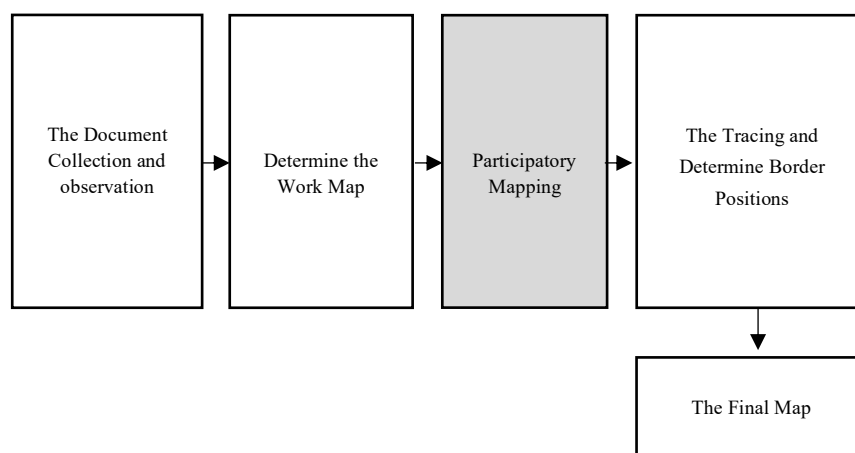 The Document
Collection and
observation
Determine the
Work Map
Participatory
Mapping
The Tracing and
Determine Border
Positions
The Final Map